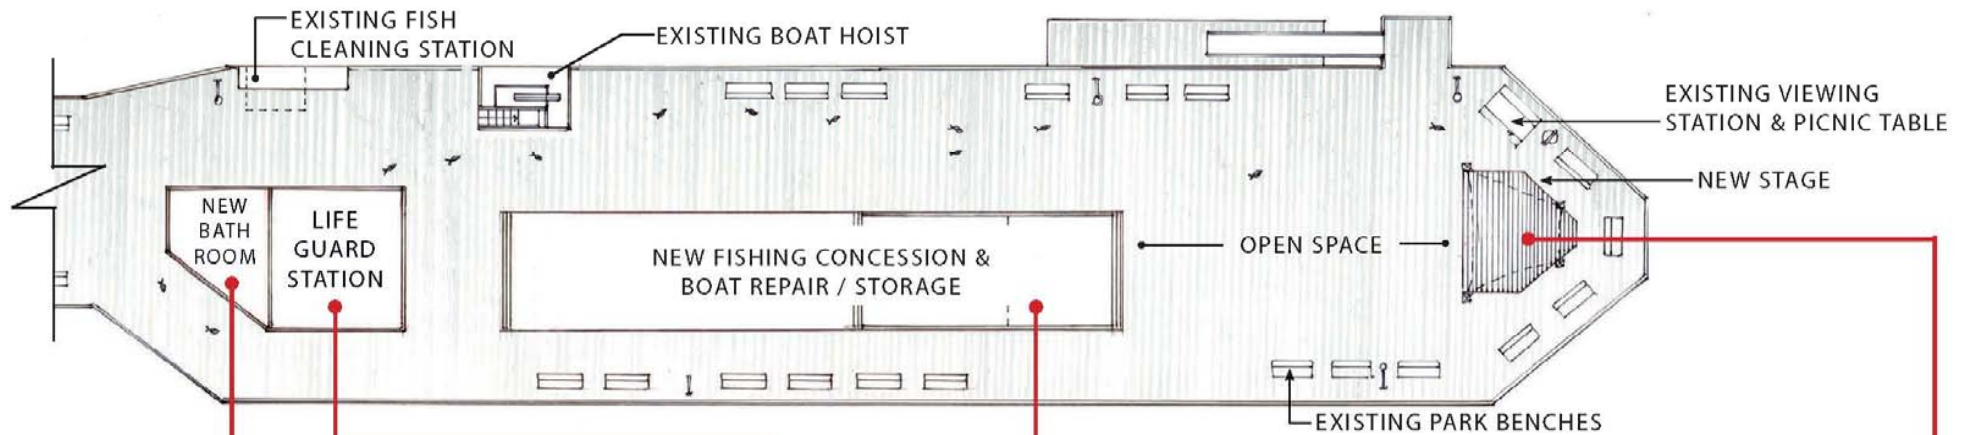 EXISTING FISH
CLEANING STATION
EXISTING BOAT HOIST
EXISTING VIEWING
STATION & PICNIC TABLE
NEW STAGE
NEW
BATH
ROOM
LIFE
GUARD
STATION
NEW FISHING CONCESSION &
BOAT REPAIR / STORAGE
OPEN SPACE
EXISTING PARK BENCHES